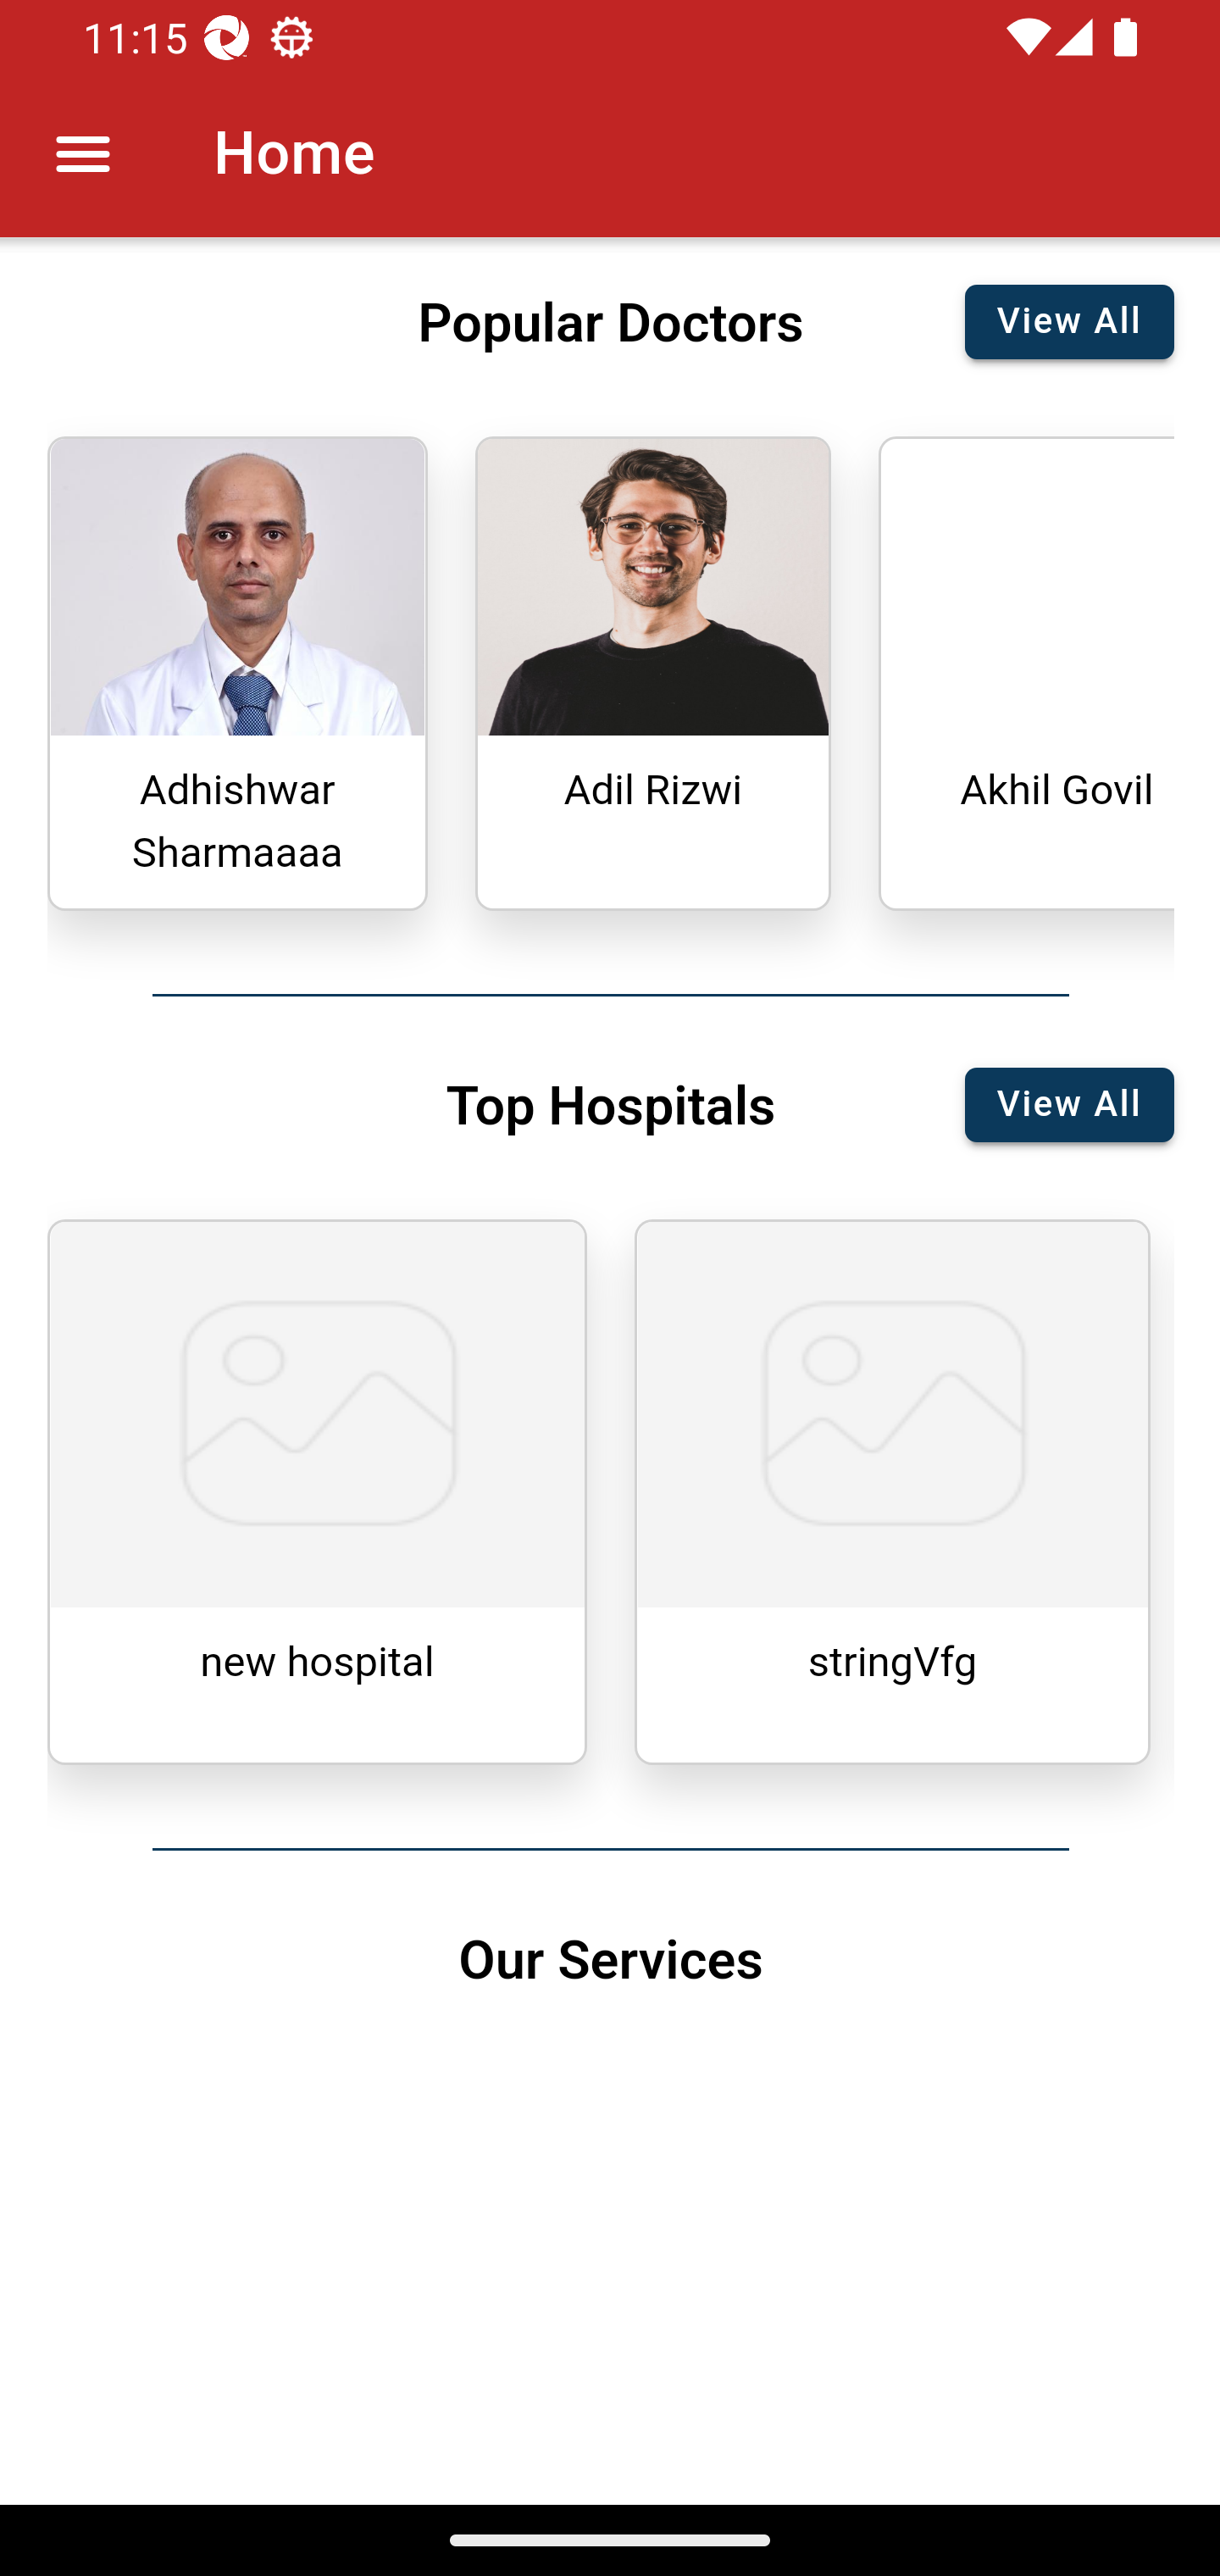 11:15
Home
Popular Doctors
View All
Adhishwar
Sharmaaaa
Adil Rizwi
Akhil Govil
Top Hospitals
View All
new hospital
stringVfg
Our Services